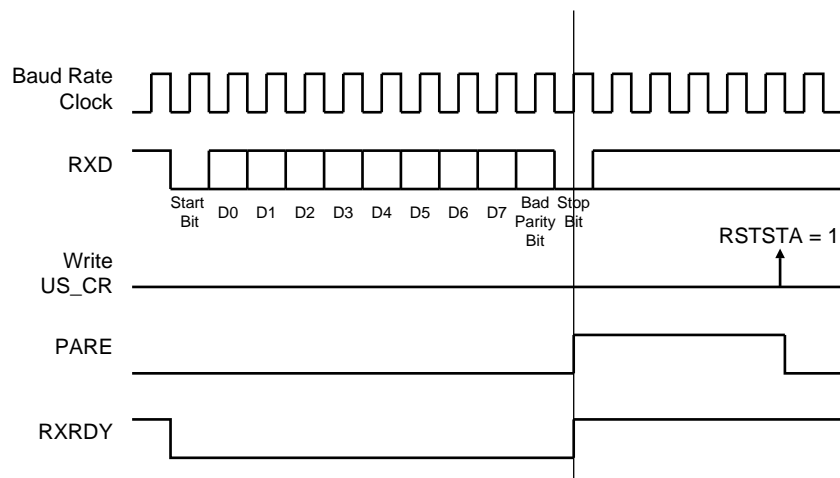 Baud Rate
Clock
RXD
Start
Bit
D0
D1
D2
D3
D4
D5
D6
D7
Bad
Parity
Bit
Stop
Bit
RSTSTA = 1
Write
US_CR
PARE
RXRDY